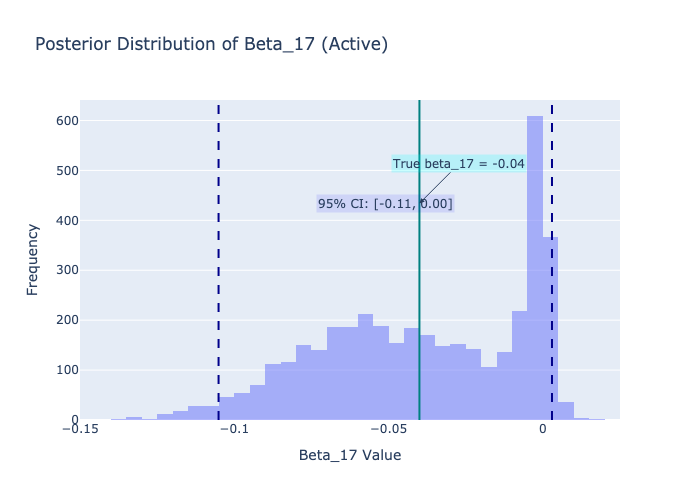 Posterior Distribution of Beta_17 (Active)
600
500
400
300
200
100
0
Frequency
True beta_17 = -0.04
95% CI: [-0.11, 0.00]
−0.15
−0.1
−0.05
0
Beta_17 Value